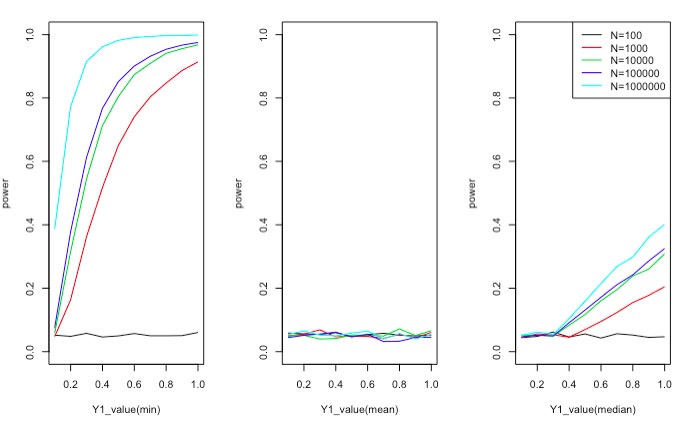 power
0.0 0.2 0.4 0.6 0.8 1.0
0.2 0.4 0.6 0.8 1.0
Y1_value(min)
power
0.0 0.2 0.4 0.6 0.8 1.0
0.2 0.4 0.6 0.8 1.0
Y1_value(mean)
power
0.0 0.2 0.4 0.6 0.8 1.0
N=100
N=1000
N=10000
N=100000
N=1000000
0.2 0.4 0.6 0.8 1.0
Y1_value(median)